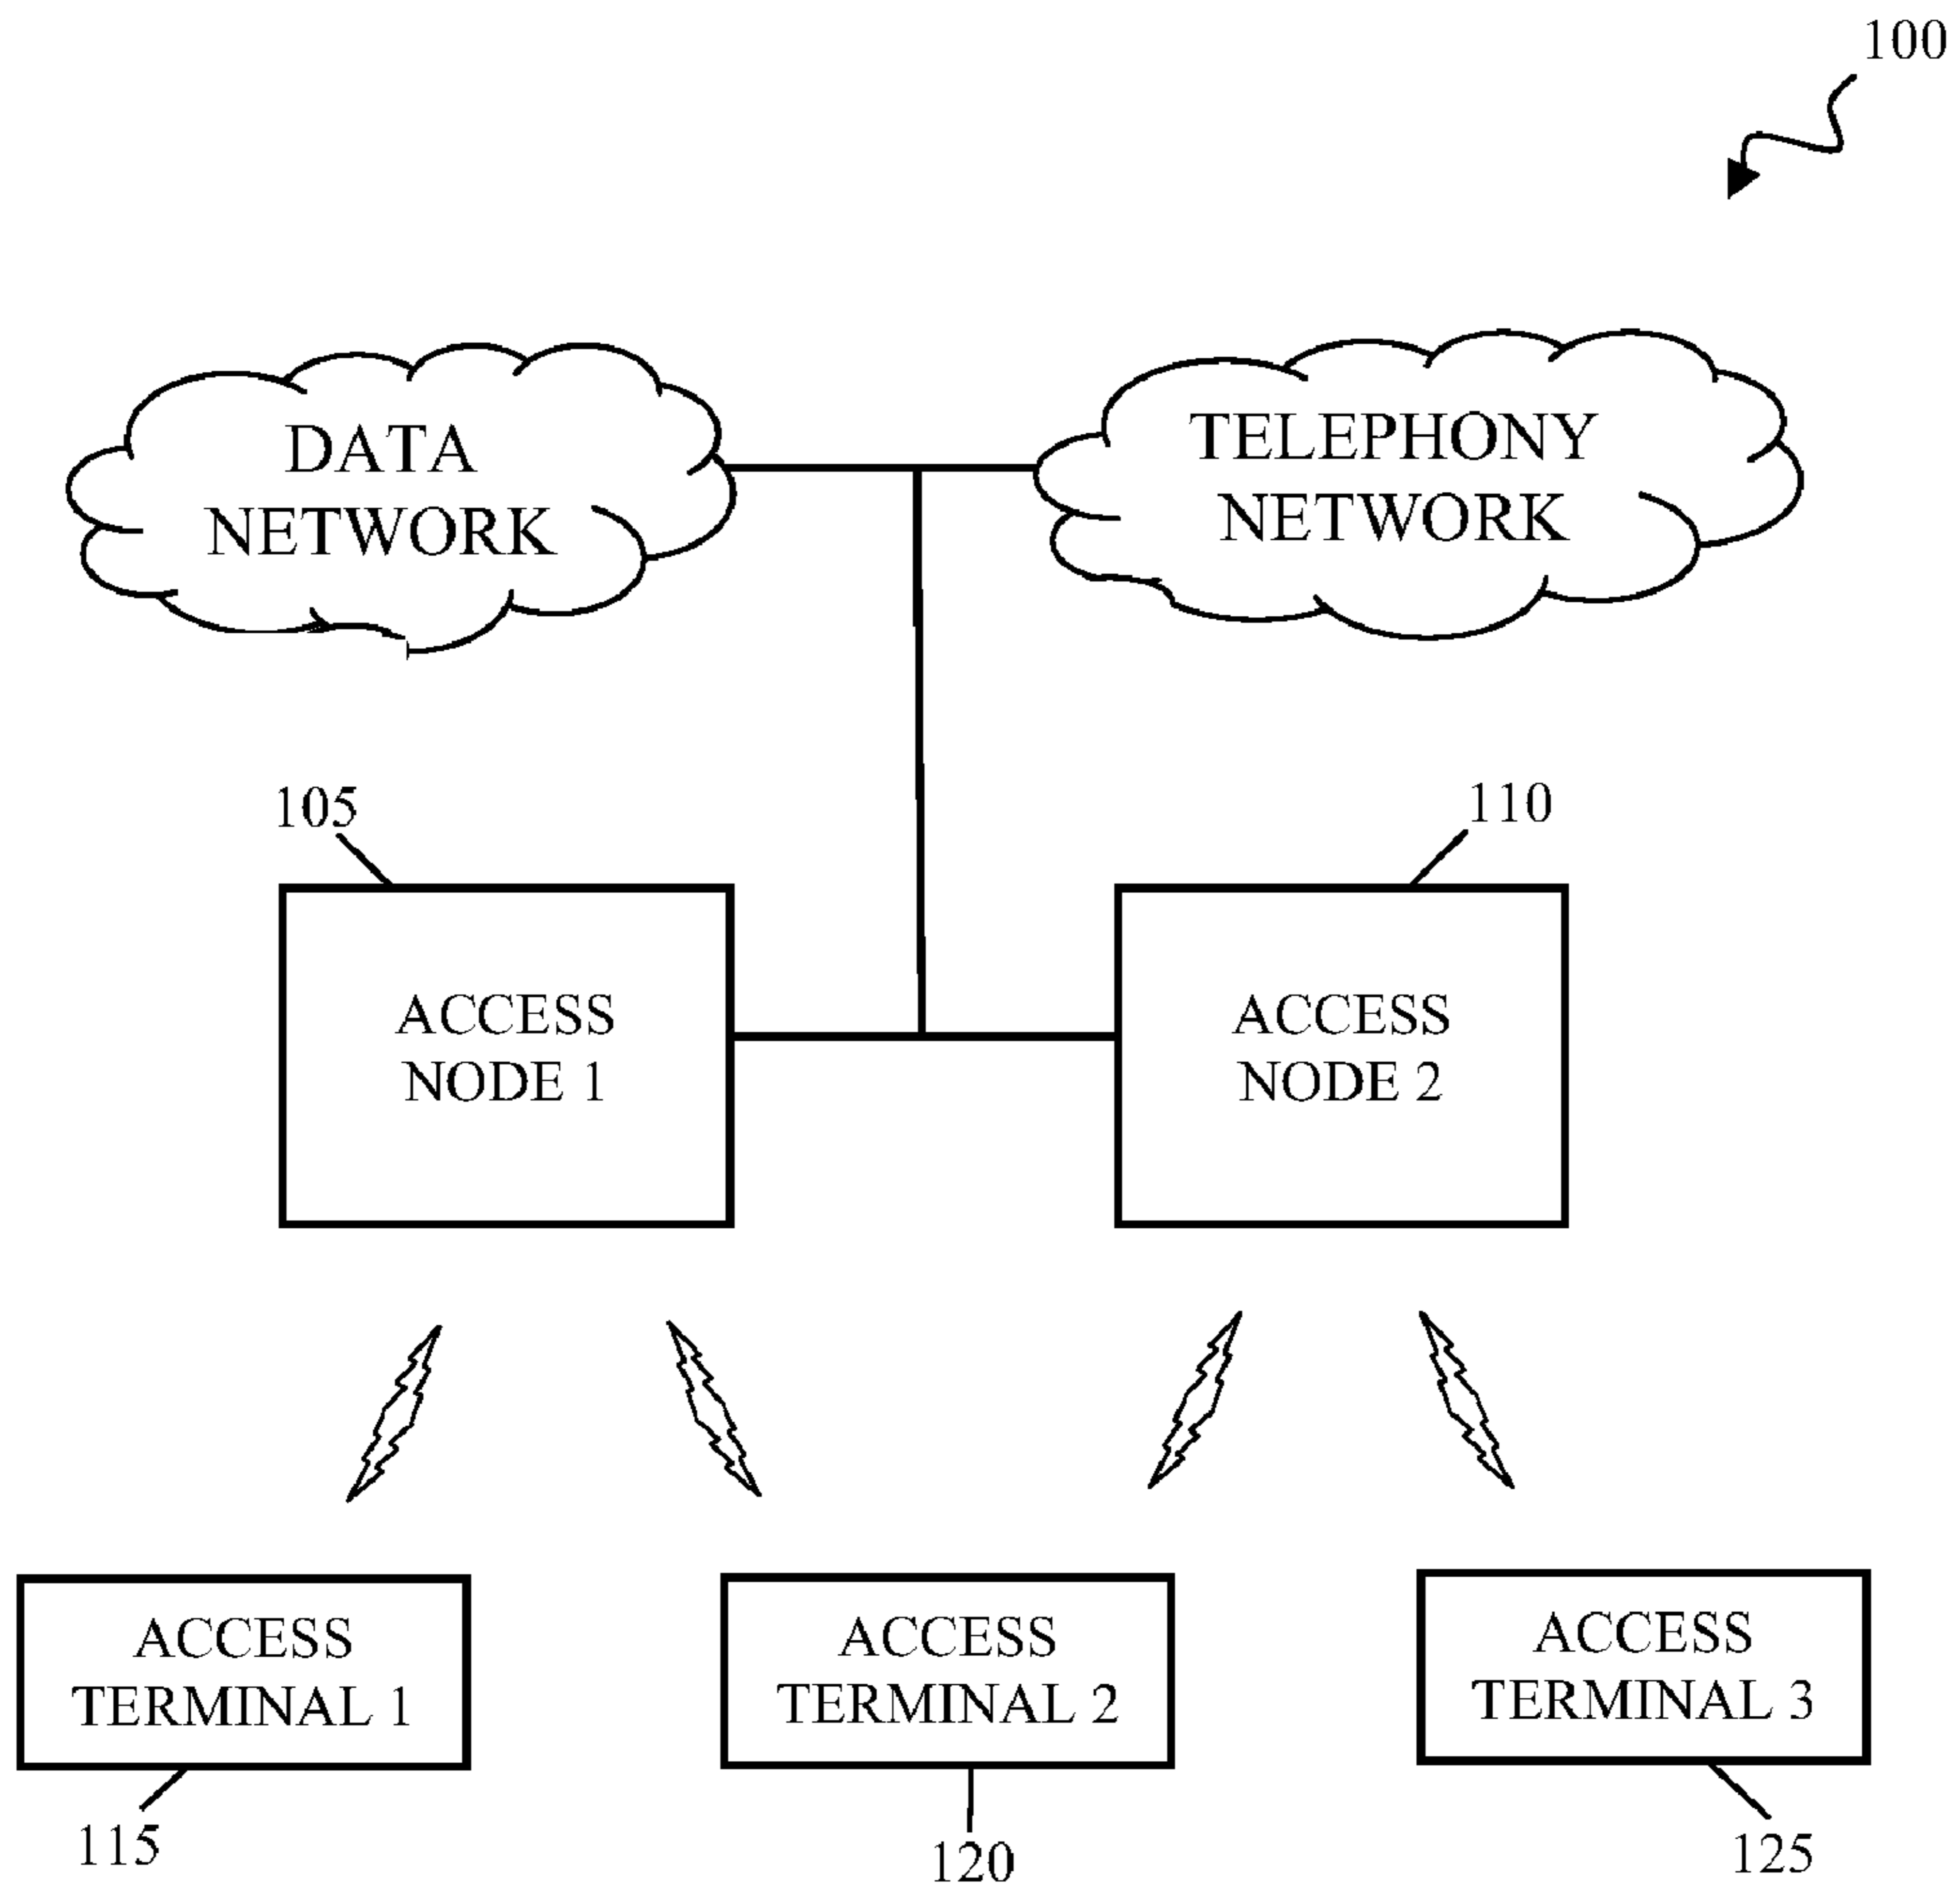 100
DATA
NETWORK
TELEPHONY
NETWORK
105
110
ACCESS
NODE 1
ACCESS
NODE 2
ACCESS
TERMINAL 1
ACCESS
TERMINAL 2
ACCESS
TERMINAL 3
115
120
125